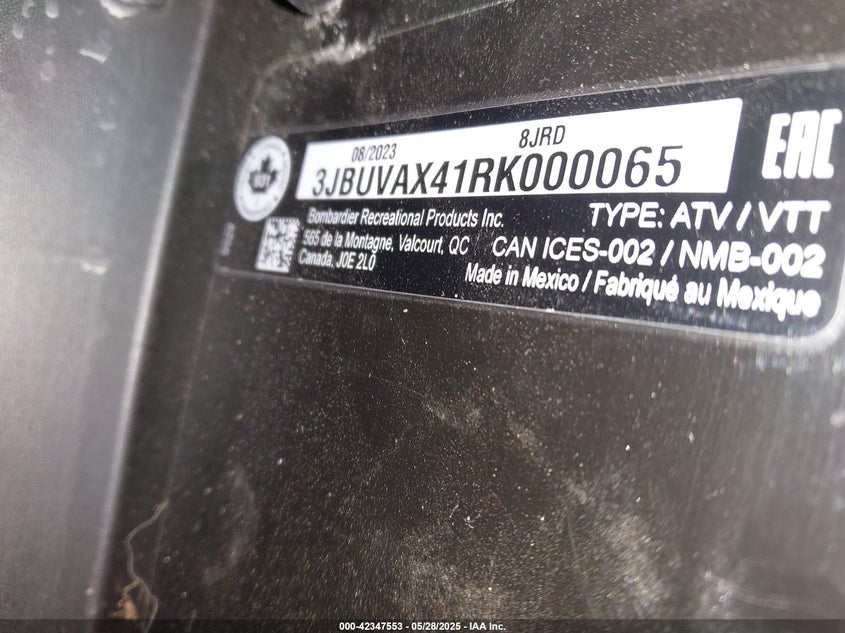 08/2023 8JRD
3JBUVAX41RK000065
EAC
Bombardier Recreational Products Inc.
565 de la Montagne, Valcourt, QC
Canada, J0E 2L0
TYPE: ATV / VTT
CAN ICES-002 / NMB-002
Made in Mexico / Fabriqué au Mexique
000-42347553 — 05/28/2025 - IAA Inc.